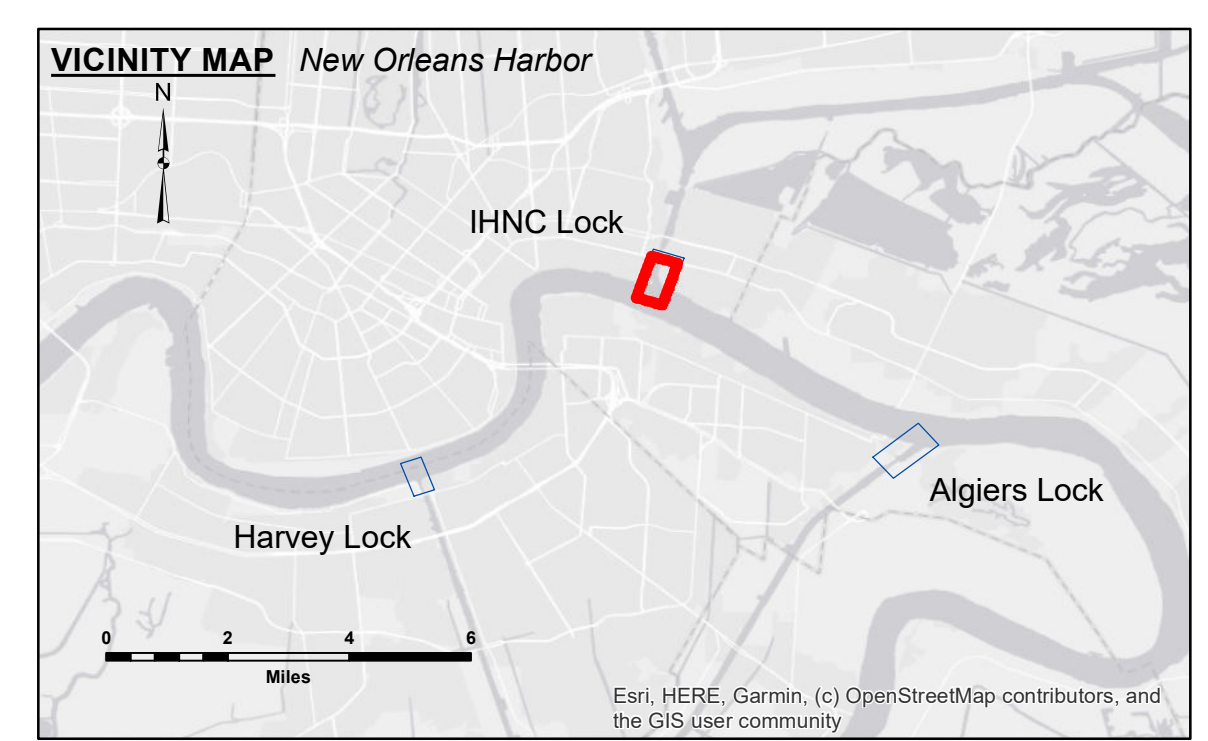 VICINITY MAP New Orleans Harbor
N
IHNC Lock
Algiers Lock
Harvey Lock
0 2 4 6
Miles
Esri, HERE, Garmin, (c) OpenStreetMap contributors, and
the GIS user community